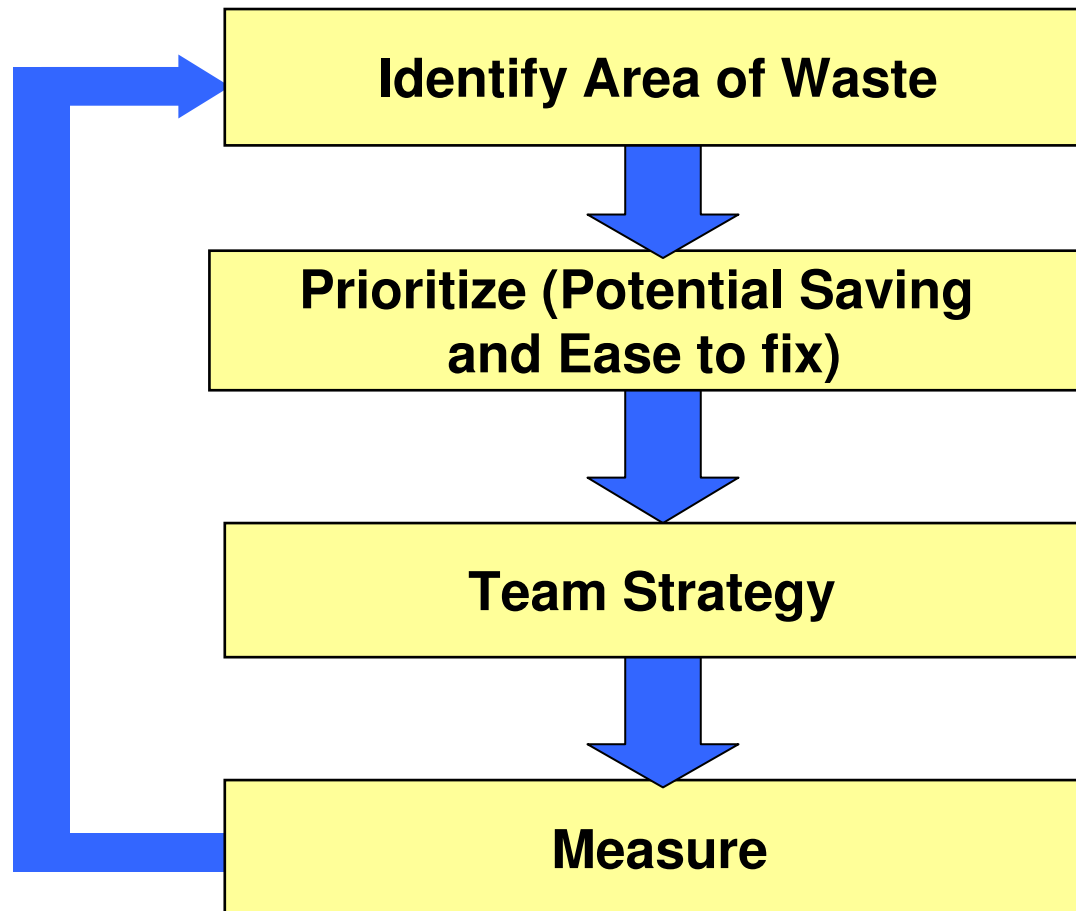 Identify Area of Waste
Prioritize (Potential Saving
and Ease to fix)
Team Strategy
Measure